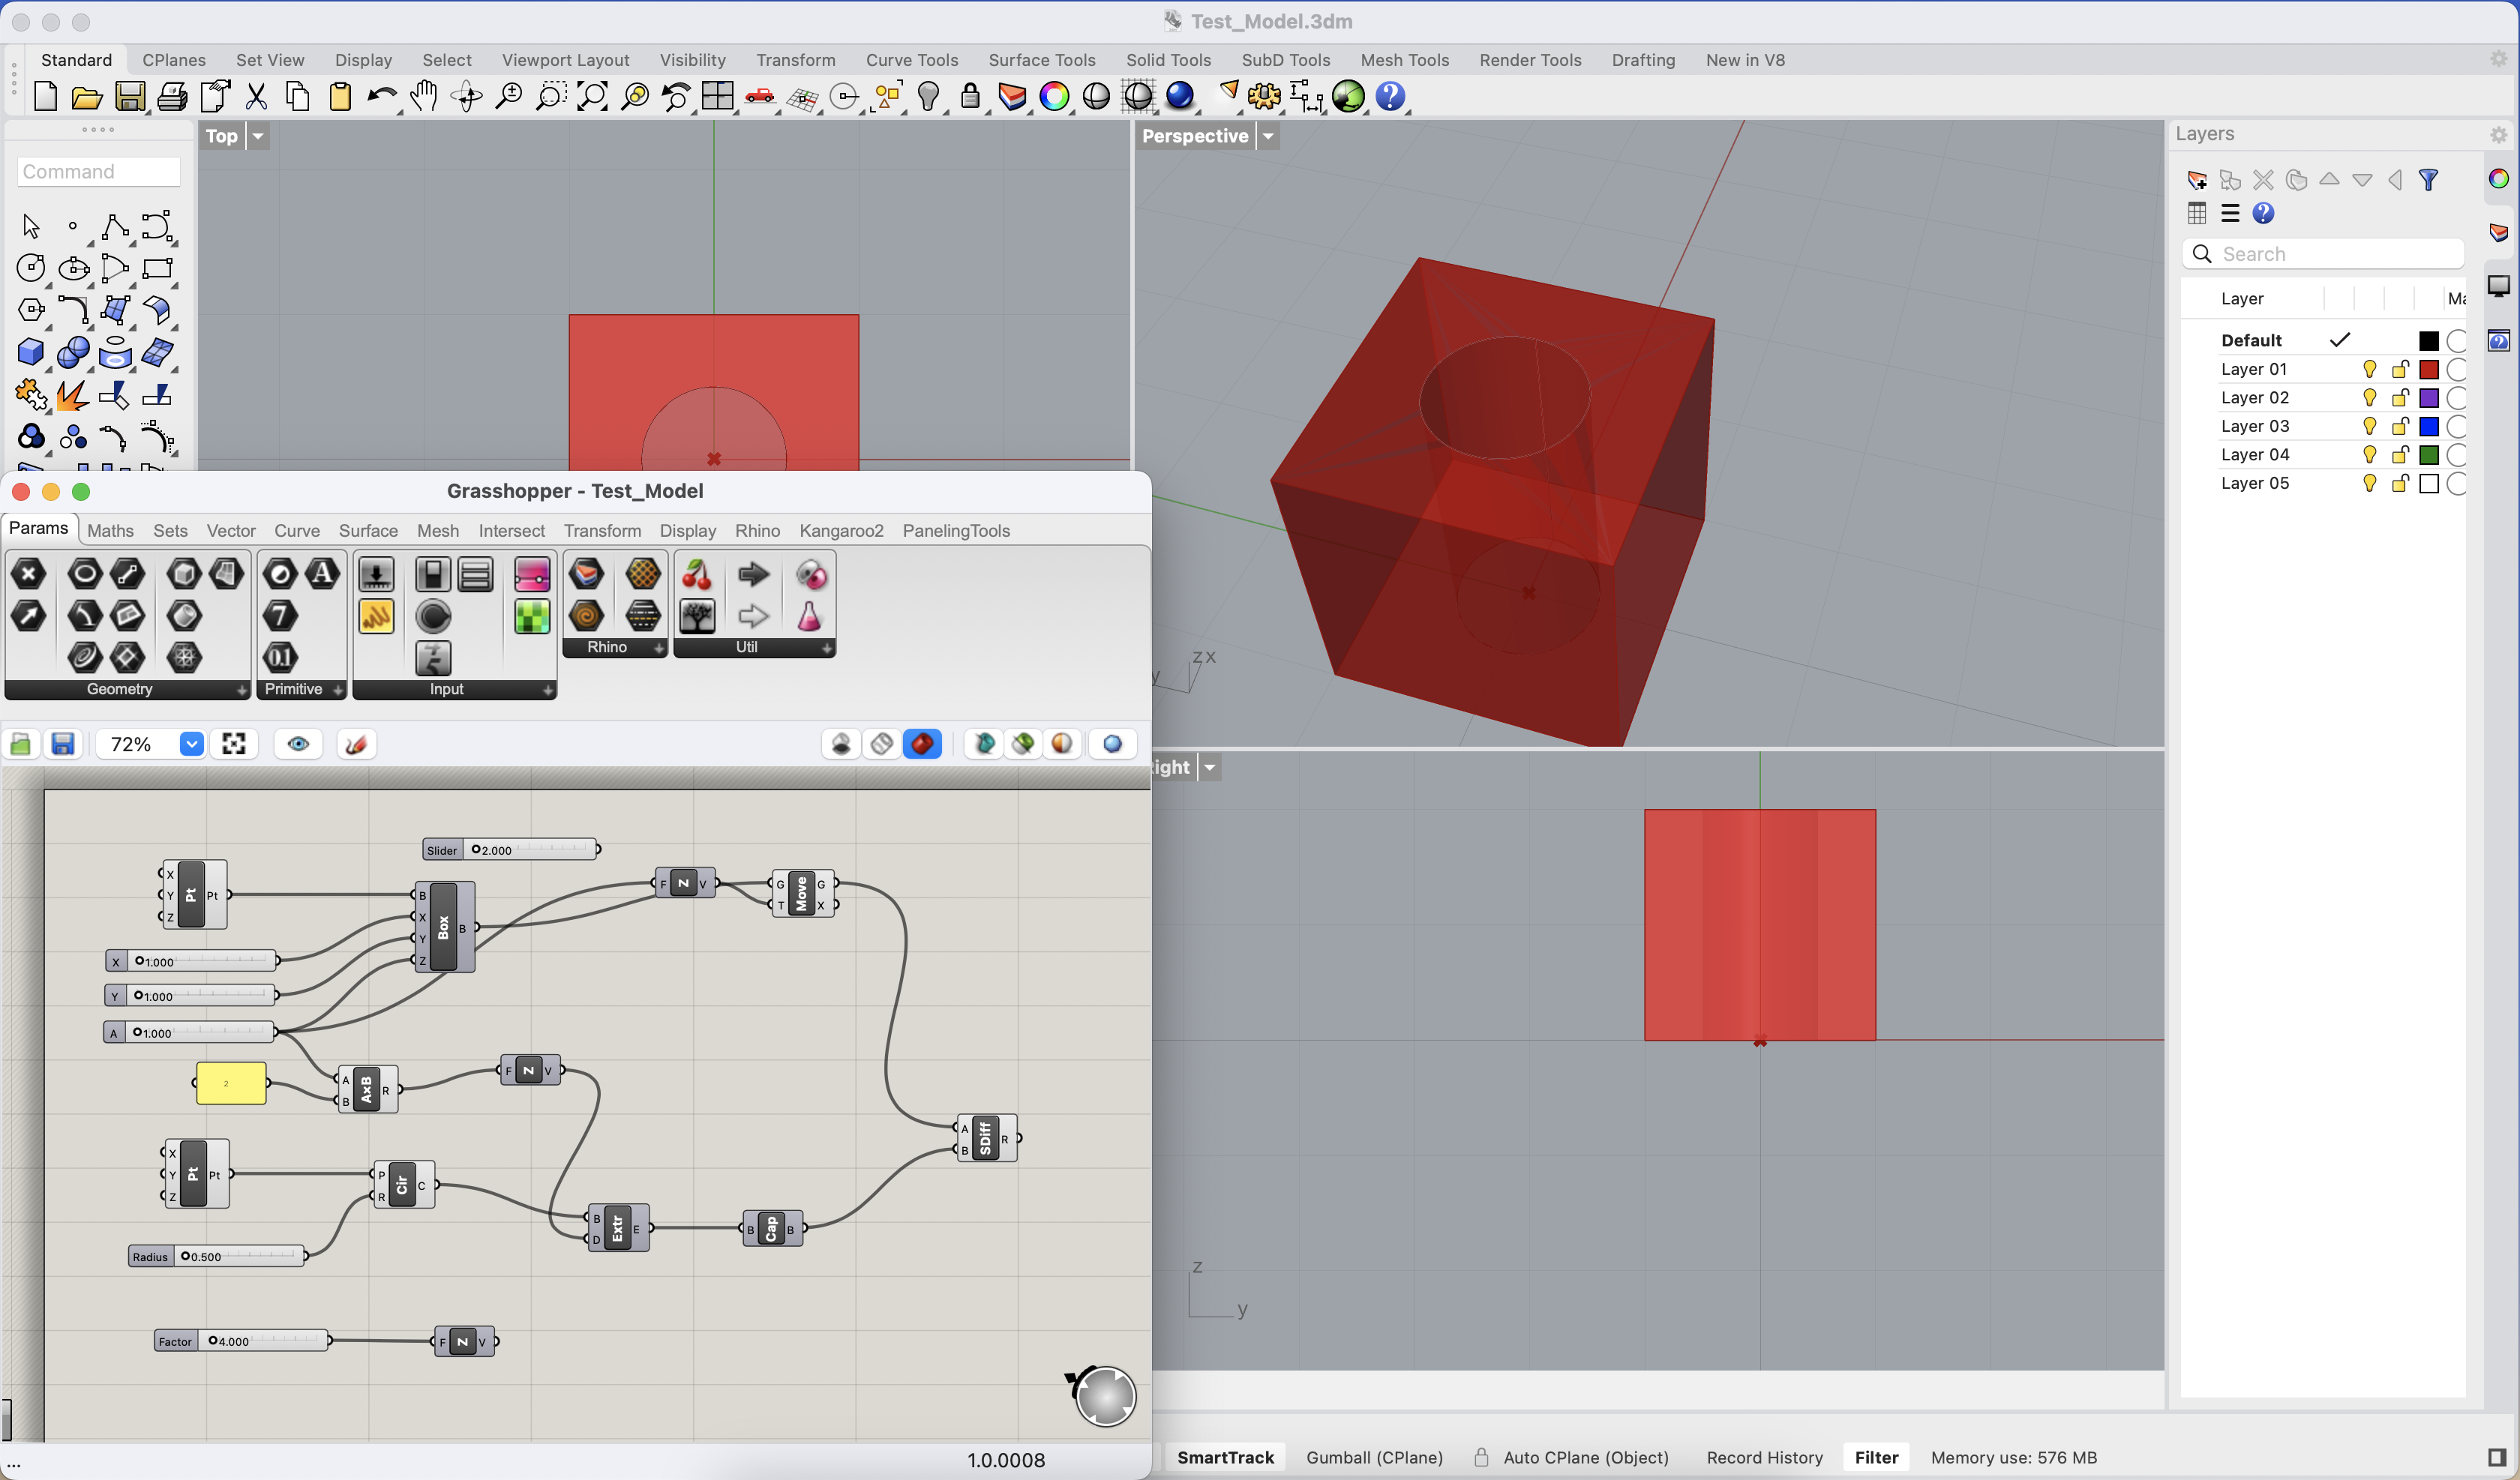 Test_Model.3dm
Standard CPlanes Set View Display Select Viewport Layout Visibility Transform Curve Tools Surface Tools Solid Tools SubD Tools Mesh Tools Render Tools Drafting New in V8
Command
Top
Perspective
z x
y
Layers
Search
Layer Ma
Default
Layer 01
Layer 02
Layer 03
Layer 04
Layer 05
Grasshopper - Test_Model
Params Maths Sets Vector Curve Surface Mesh Intersect Transform Display Rhino Kangaroo2 PanelingTools
Geometry Primitive Input Rhino Util
72%
ight
Slider 2.000
X Y Z Pt Pt
B X Y Z Box B
F Z V
G T Move G X
X 1.000
Y 1.000
A 1.000
2
A B A×B R
F Z V
A B SDiff R
X Y Z Pt Pt
P R Cir C
B D Extr E
B Cap B
Radius 0.500
Factor 4.000
F Z V
z
y
...
1.0.0008
SmartTrack Gumball (CPlane) Auto CPlane (Object) Record History Filter Memory use: 576 MB